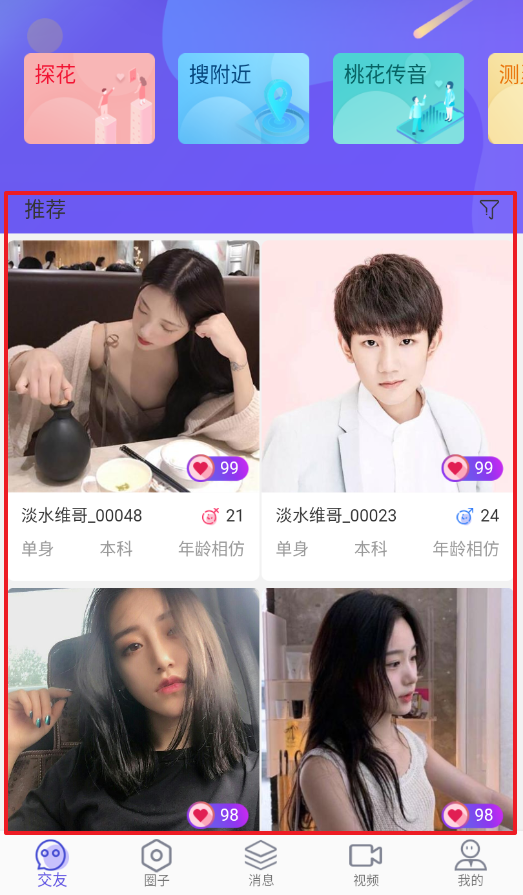 探花 搜附近 桃花传音 测
推荐
99 99
淡水维哥_00048 21 淡水维哥_00023 24
单身 本科 年龄相仿 单身 本科 年龄相仿
98 98
交友 圈子 消息 视频 我的